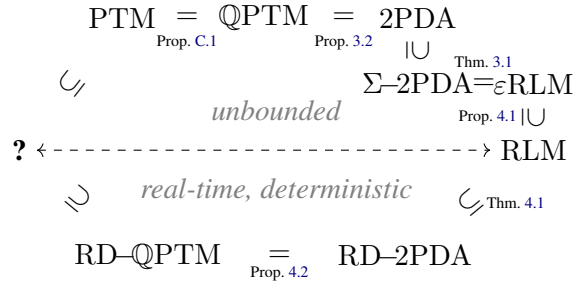 PTM = ℚPTM = 2PDA
Prop. C.1 Prop. 3.2
|∪ Thm. 3.1
⊆ Σ–2PDA=εRLM
unbounded Prop. 4.1 |∪
? RLM
real-time, deterministic
⊆ ⊆ Thm. 4.1
RD–ℚPTM = RD–2PDA
Prop. 4.2